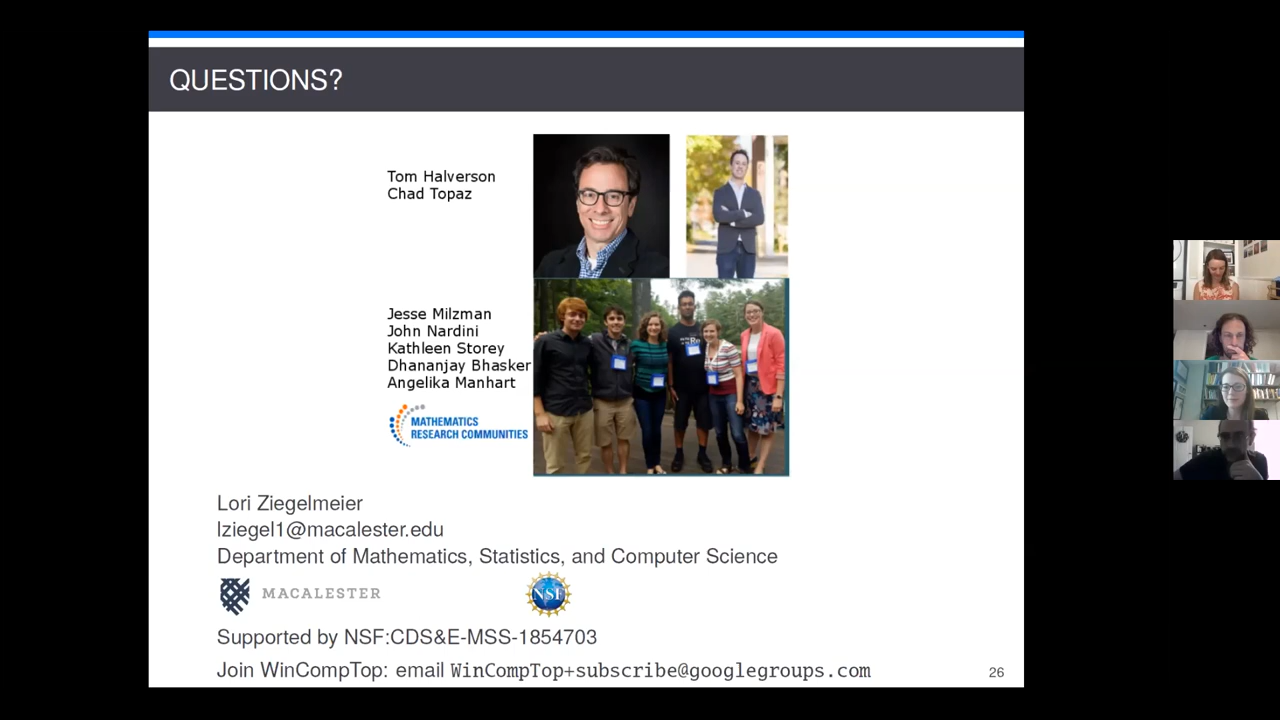 QUESTIONS?
Tom Halverson
Chad Topaz
Jesse Milzman
John Nardini
Kathleen Storey
Dhananjay Bhasker
Angelika Manhart
MATHEMATICS
RESEARCH COMMUNITIES
Lori Ziegelmeier
lziegel1@macalester.edu
Department of Mathematics, Statistics, and Computer Science
MACALESTER
NSF
Supported by NSF:CDS&E-MSS-1854703
Join WinCompTop: email WinCompTop+subscribe@googlegroups.com
26